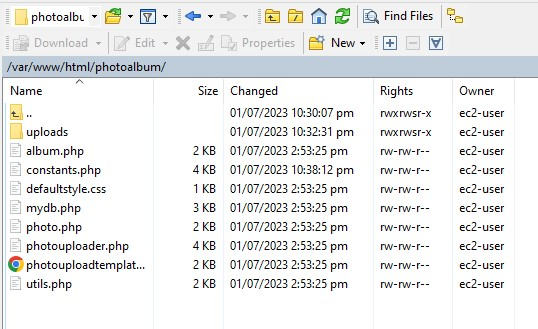 photoalbu
Find Files
Download Edit Properties New
/var/www/html/photoalbum/
Name Size Changed Rights Owner
.. 01/07/2023 10:30:07 pm rwxrwsr-x ec2-user
uploads 01/07/2023 10:32:31 pm rwxrwsr-x ec2-user
album.php 2 KB 01/07/2023 2:53:25 pm rw-rw-r-- ec2-user
constants.php 4 KB 01/07/2023 10:38:12 pm rw-rw-r-- ec2-user
defaultstyle.css 1 KB 01/07/2023 2:53:25 pm rw-rw-r-- ec2-user
mydb.php 3 KB 01/07/2023 2:53:25 pm rw-rw-r-- ec2-user
photo.php 2 KB 01/07/2023 2:53:25 pm rw-rw-r-- ec2-user
photouploader.php 4 KB 01/07/2023 2:53:25 pm rw-rw-r-- ec2-user
photouploadtemplat... 2 KB 01/07/2023 2:53:25 pm rw-rw-r-- ec2-user
utils.php 2 KB 01/07/2023 2:53:25 pm rw-rw-r-- ec2-user